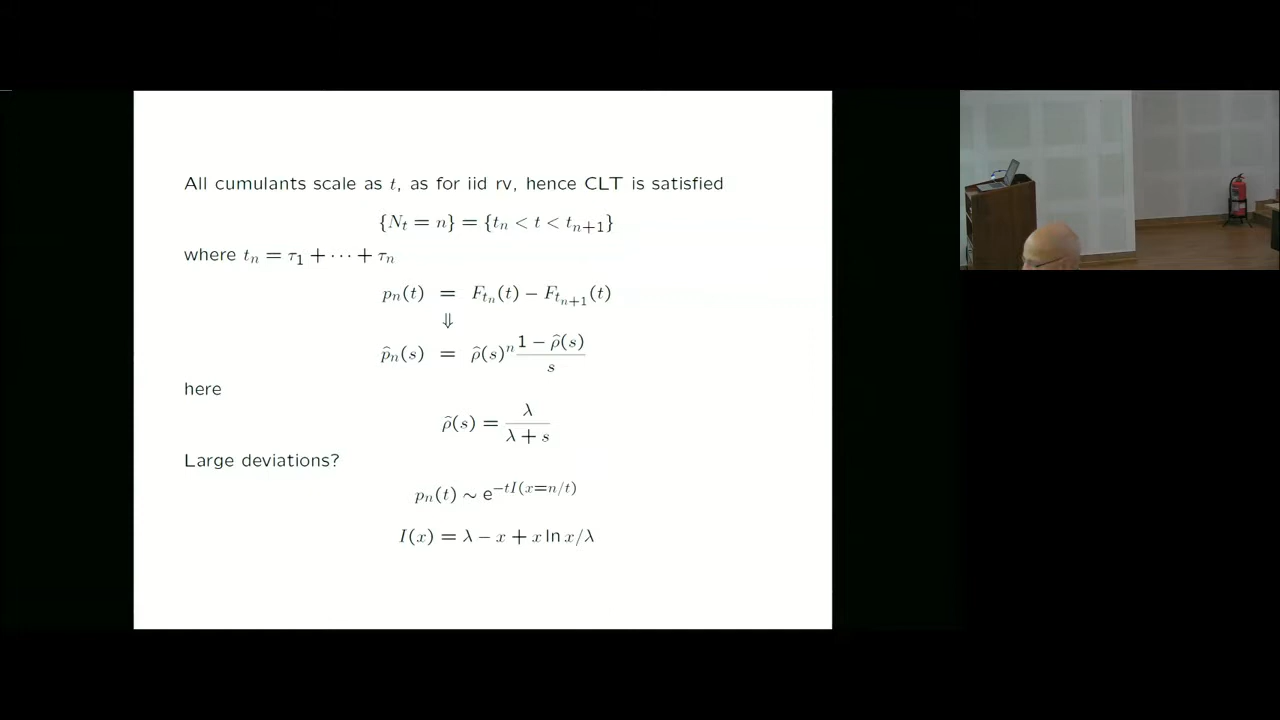 All cumulants scale as t, as for iid rv, hence CLT is satisfied
{N_t = n} = {t_n < t < t_{n+1}}
where t_n = τ_1 + ⋯ + τ_n
p_n(t) = F_{t_n}(t) − F_{t_{n+1}}(t)
⇓
p̂_n(s) = ρ̂(s)^n (1 − ρ̂(s))/s
here
ρ̂(s) = λ/(λ + s)
Large deviations?
p_n(t) ∼ e^{−tI(x=n/t)}
I(x) = λ − x + x ln x/λ